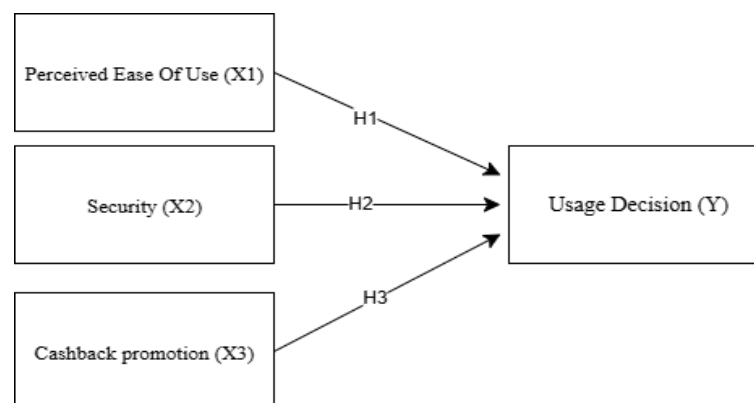 Perceived Ease Of Use (X1)
H1
Security (X2)
H2
Usage Decision (Y)
H3
Cashback promotion (X3)